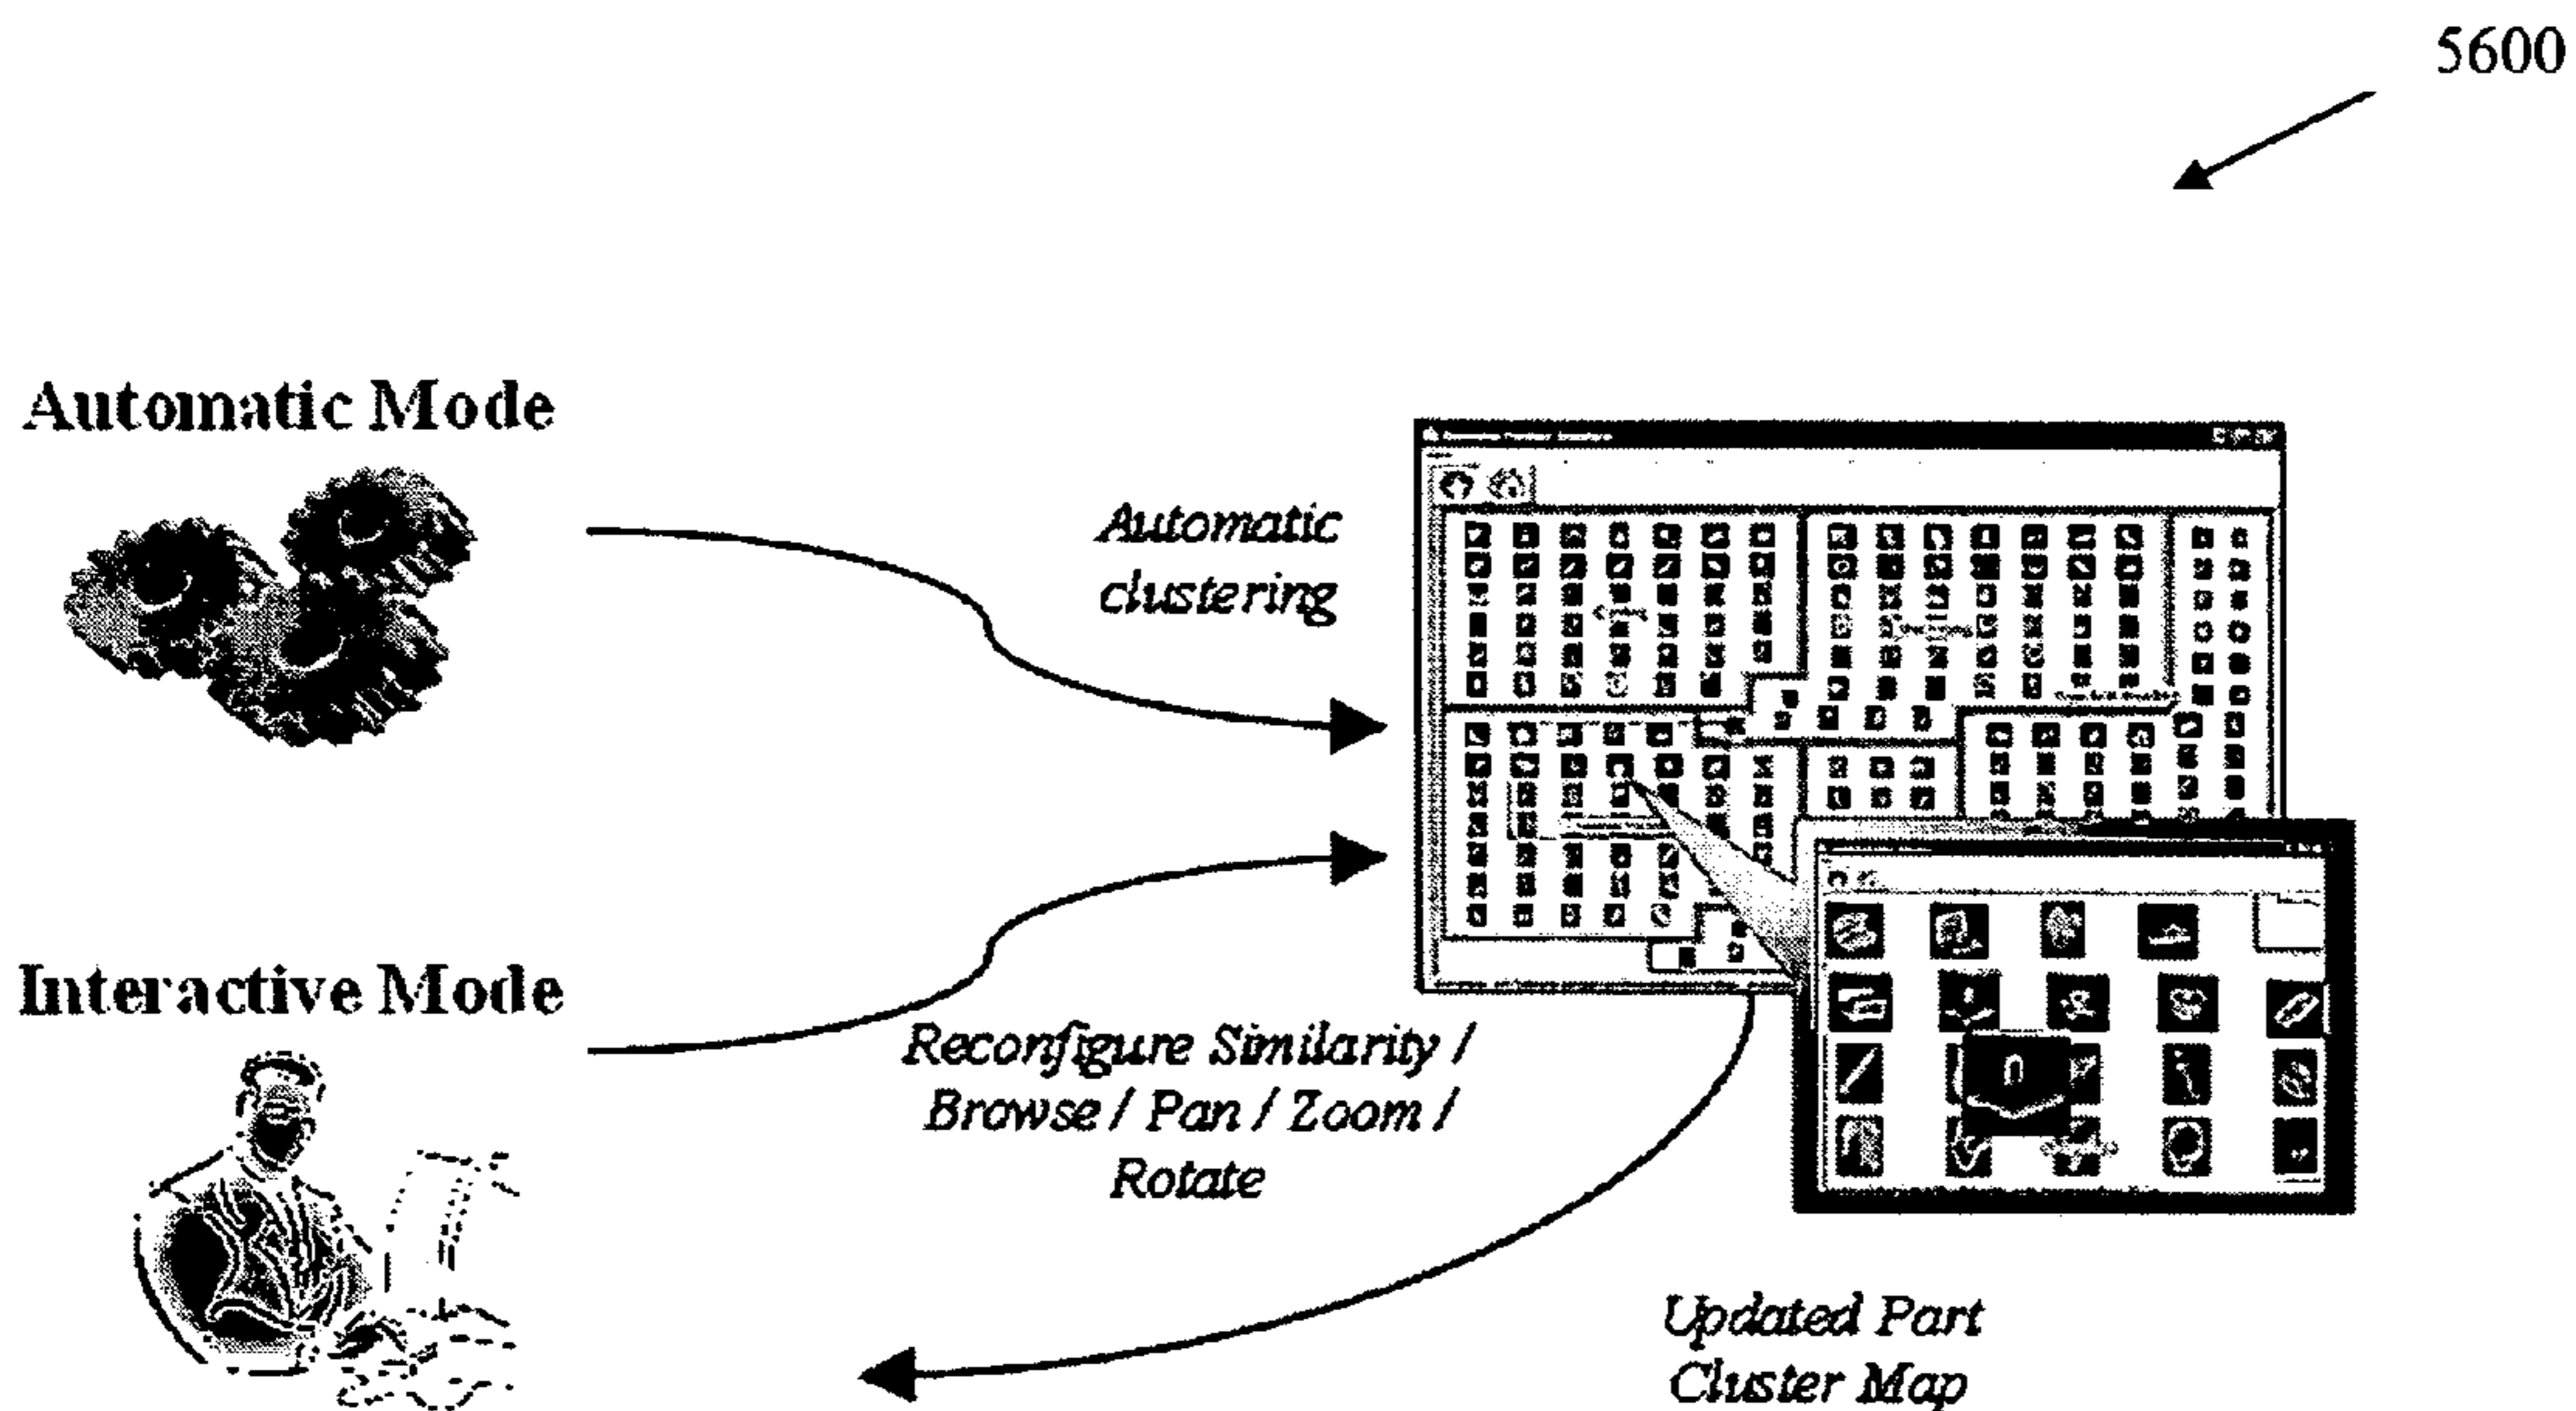 5600
Automatic Mode
Automatic
clustering
Interactive Mode
Reconfigure Similarity /
Browse / Pan / Zoom /
Rotate
Updated Part
Cluster Map